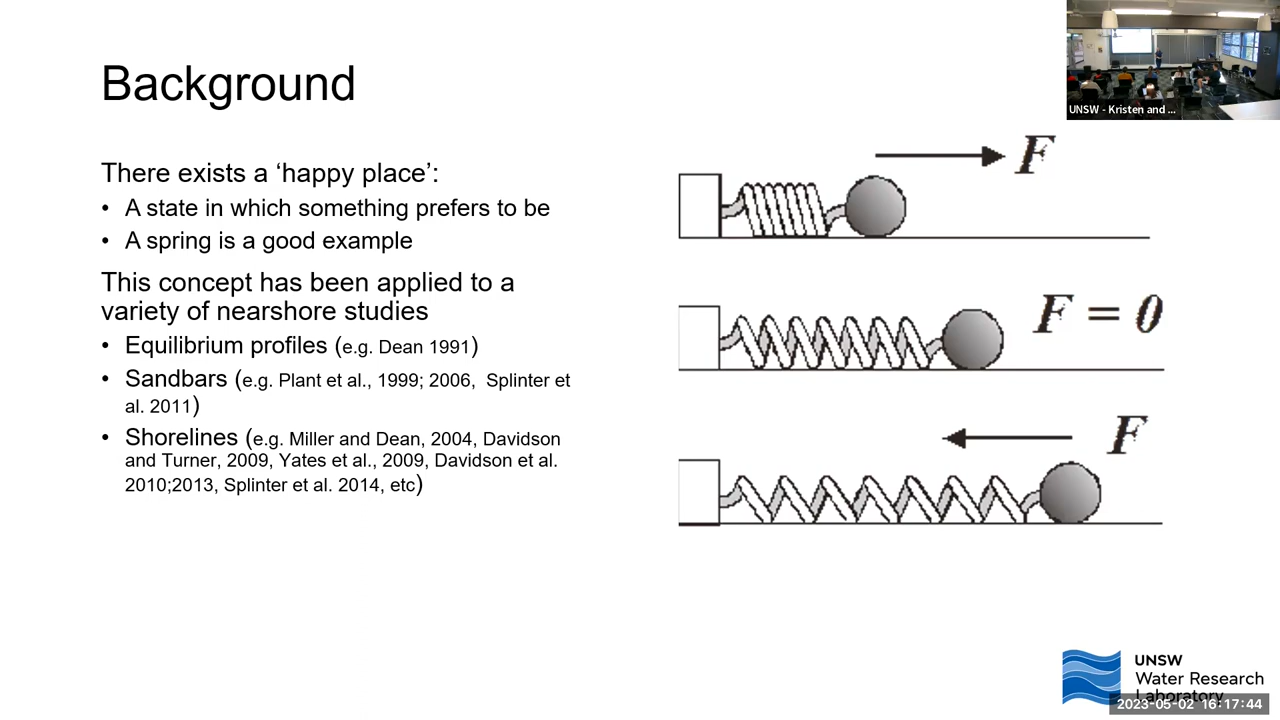 Background
There exists a ‘happy place’:
• A state in which something prefers to be
• A spring is a good example
This concept has been applied to a
variety of nearshore studies
• Equilibrium profiles (e.g. Dean 1991)
• Sandbars (e.g. Plant et al., 1999; 2006, Splinter et
al. 2011)
• Shorelines (e.g. Miller and Dean, 2004, Davidson
and Turner, 2009, Yates et al., 2009, Davidson et al.
2010;2013, Splinter et al. 2014, etc)
UNSW - Kristen and ...
F
F = 0
F
UNSW
Water Research
Laboratory
2023-05-02 16:17:44